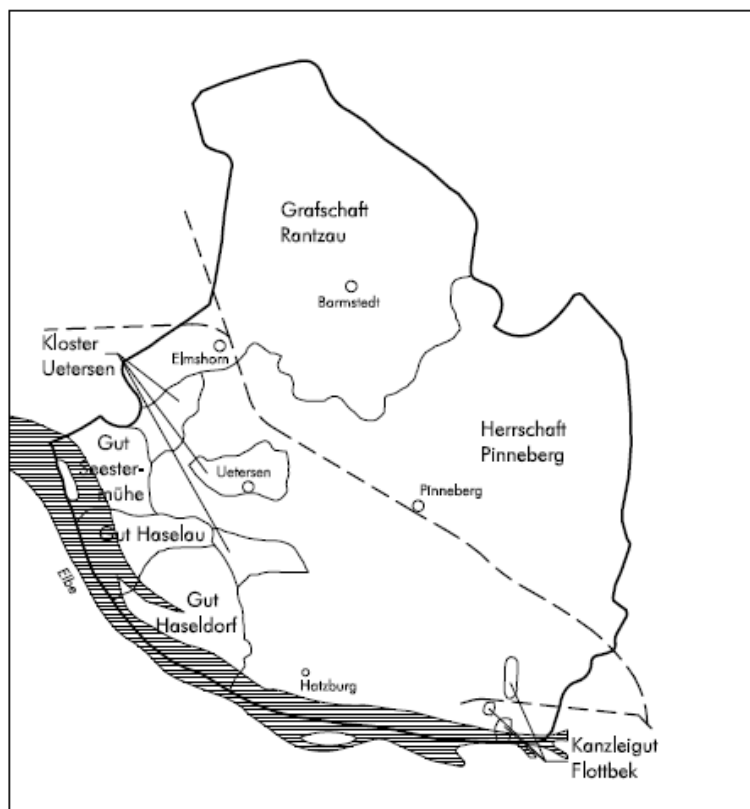 Grafschaft
Rantzau
Barmstedt
Kloster
Uetersen
Elmshorn
Herrschaft
Pinneberg
Gut
Seester-
mühe
Uetersen
Pinneberg
Gut Haselau
Elbe
Gut
Haseldorf
Hatzburg
Kanzleigut
Flottbek